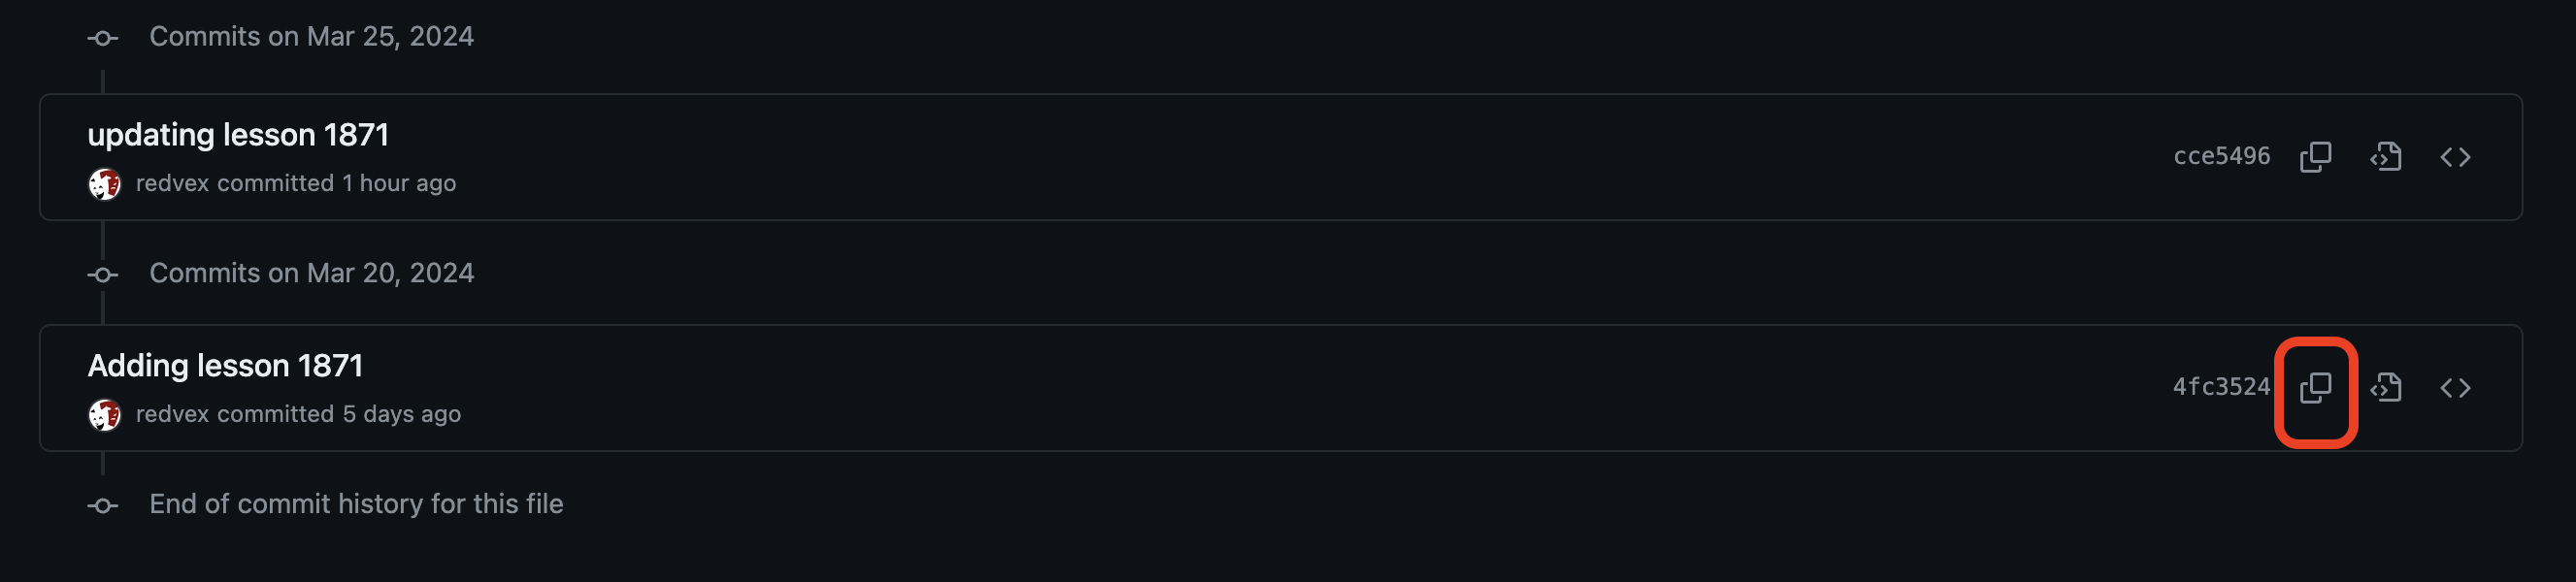 Commits on Mar 25, 2024
updating lesson 1871
redvex committed 1 hour ago
cce5496
Commits on Mar 20, 2024
Adding lesson 1871
redvex committed 5 days ago
4fc3524
End of commit history for this file